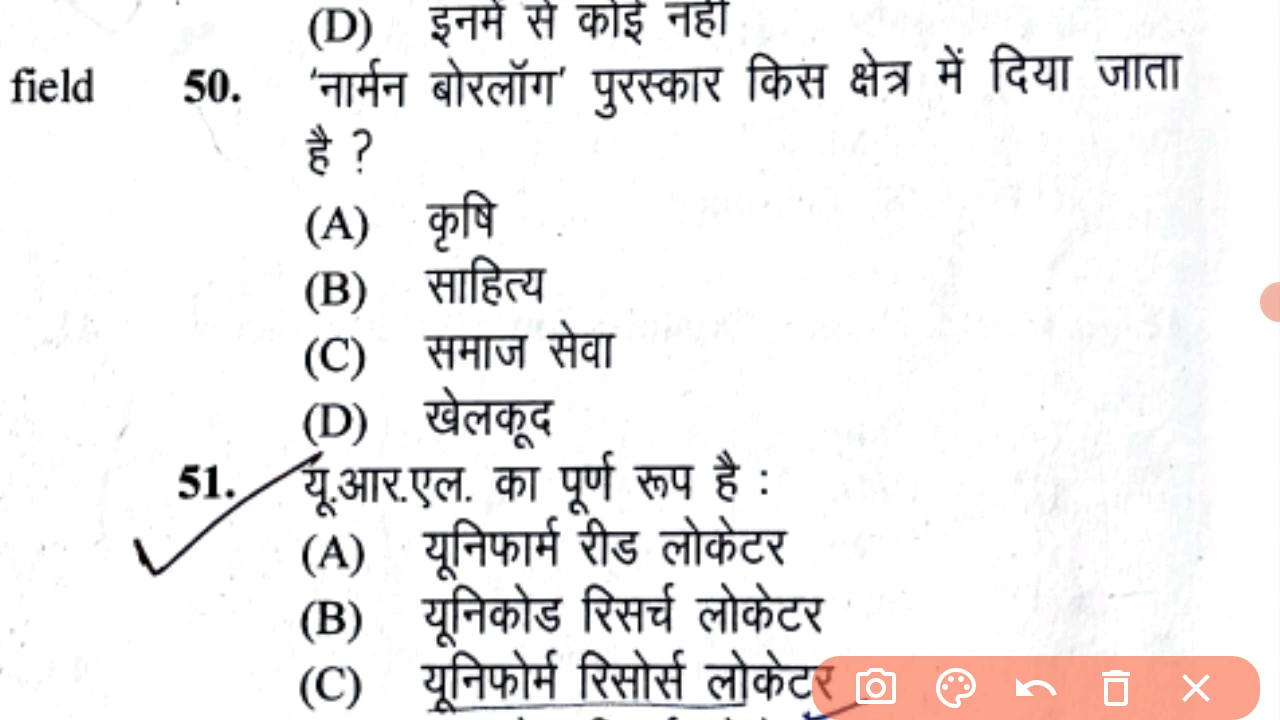 (D) इनमें से कोई नहीं
field 50. 'नार्मन बोरलॉग' पुरस्कार किस क्षेत्र में दिया जाता
है ?
(A) कृषि
(B) साहित्य
(C) समाज सेवा
(D) खेलकूद
51. यू.आर.एल. का पूर्ण रूप है :
(A) यूनिफार्म रीड लोकेटर
(B) यूनिकोड रिसर्च लोकेटर
(C) यूनिफोर्म रिसोर्स लोकेटर